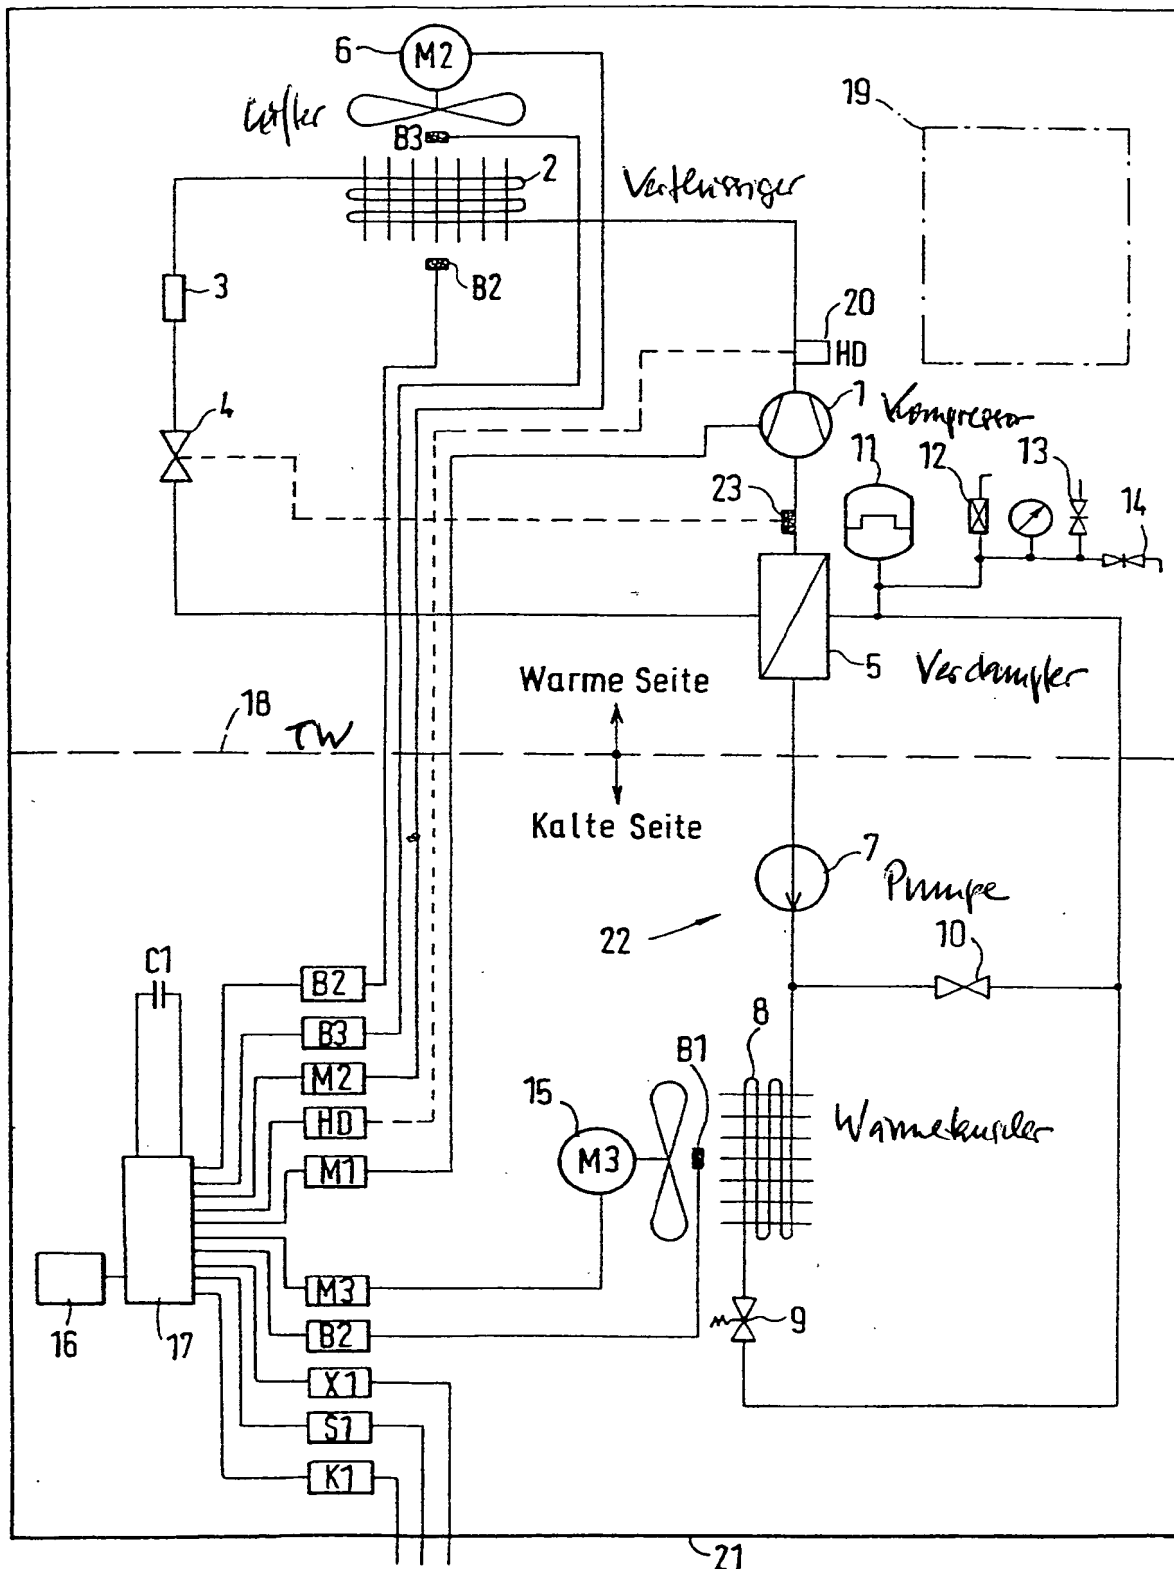 6
M2
Lüfter
B3
2
Verflüssiger
19
3
B2
20
HD
4
1
Kompressor
11
12
13
14
23
5
Verdampfer
Warme Seite
18
TW
Kalte Seite
7
Pumpe
22
10
C1
B2
B3
M2
HD
M1
8
B1
15
M3
M3
B2
9
16
17
X1
S1
K1
21